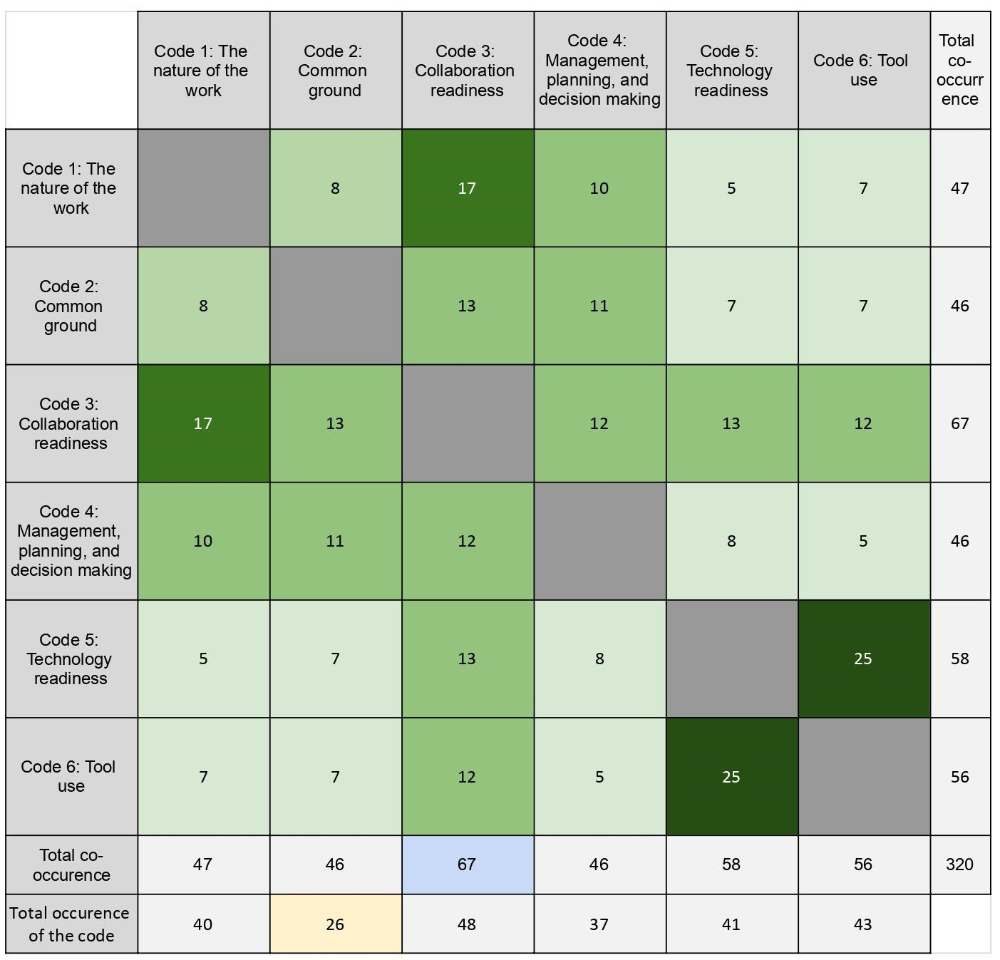 Code 1: The
nature of the
work
Code 2:
Common
ground
Code 3:
Collaboration
readiness
Code 4:
Management,
planning, and
decision making
Code 5:
Technology
readiness
Code 6: Tool
use
Total
co-
occurr
ence
Code 1: The
nature of the
work
8
17
10
5
7
47
Code 2:
Common
ground
8
13
11
7
7
46
Code 3:
Collaboration
readiness
17
13
12
13
12
67
Code 4:
Management,
planning, and
decision making
10
11
12
8
5
46
Code 5:
Technology
readiness
5
7
13
8
25
58
Code 6: Tool
use
7
7
12
5
25
56
Total co-
occurence
47
46
67
46
58
56
320
Total occurence
of the code
40
26
48
37
41
43